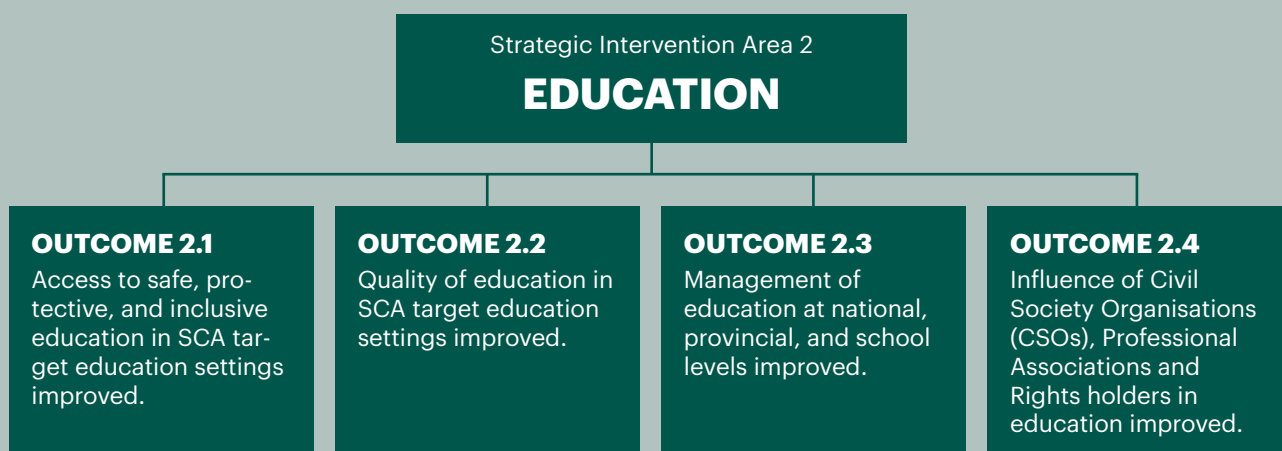 Strategic Intervention Area 2
EDUCATION
OUTCOME 2.1
Access to safe, pro-
tective, and inclusive
education in SCA tar-
get education settings
improved.
OUTCOME 2.2
Quality of education in
SCA target education
settings improved.
OUTCOME 2.3
Management of
education at national,
provincial, and school
levels improved.
OUTCOME 2.4
Influence of Civil
Society Organisations
(CSOs), Professional
Associations and
Rights holders in
education improved.